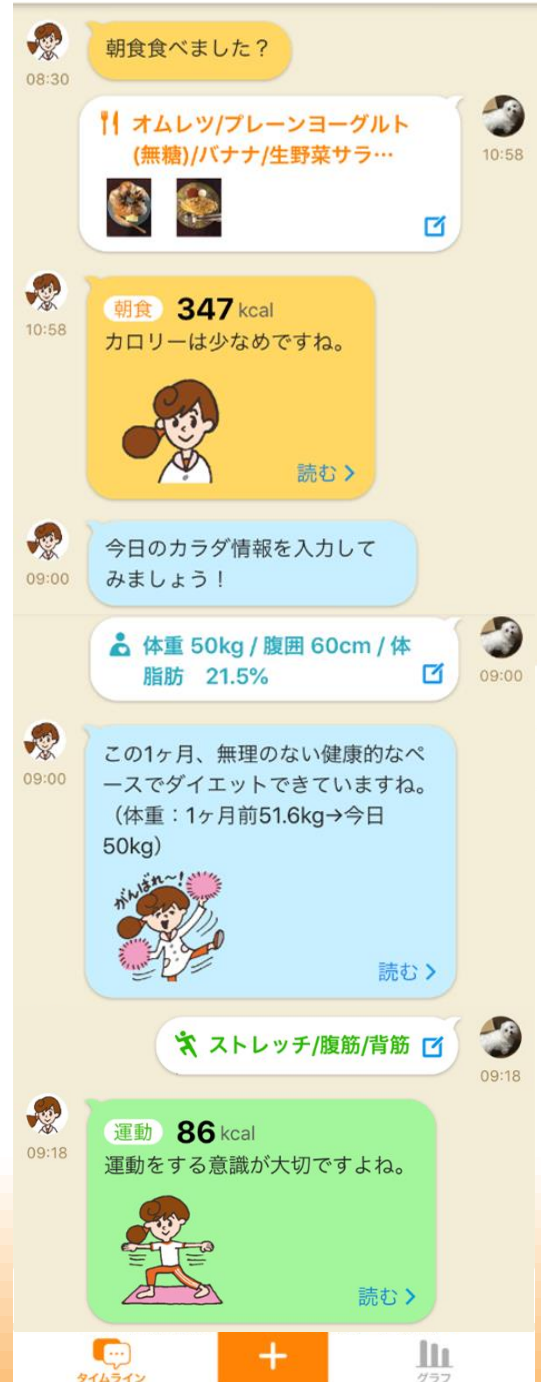 朝食食べました？
08:30
オムレツ/プレーンヨーグルト
(無糖)/バナナ/生野菜サラ…
10:58
10:58
朝食 347 kcal
カロリーは少なめですね。
読む >
09:00
今日のカラダ情報を入力して
みましょう！
体重 50kg / 腹囲 60cm / 体
脂肪 21.5%
09:00
09:00
この1ヶ月、無理のない健康的なペ
ースでダイエットできていますね。
（体重：1ヶ月前51.6kg→今日
50kg）
がんばれ〜！
読む >
ストレッチ/腹筋/背筋
09:18
09:18
運動 86 kcal
運動をする意識が大切ですよね。
読む >
タイムライン
+
グラフ